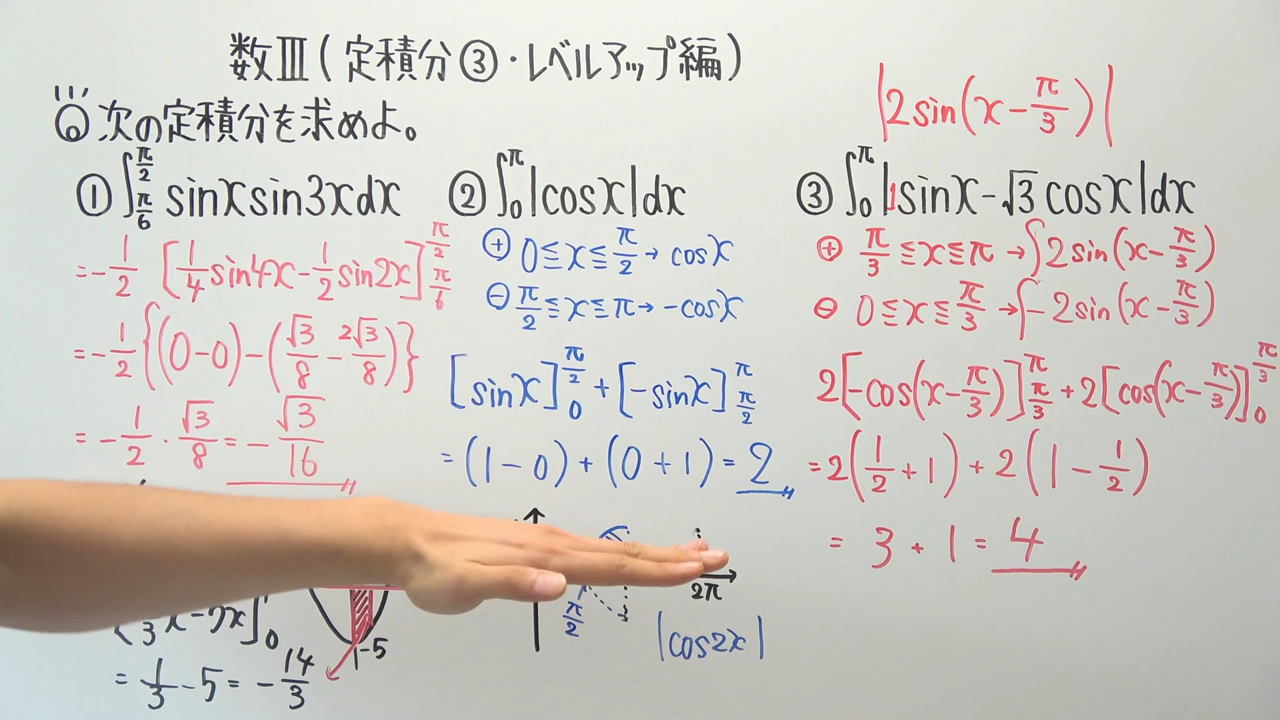 数Ⅲ(定積分③・レベルアップ編)
次の定積分を求めよ。
① ∫_{π/6}^{π/2} sinx sin3x dx
= -1/2 [1/4 sin4x - 1/2 sin2x]_{π/6}^{π/2}
= -1/2 {(0-0) - (√3/8 - 2√3/8)}
= -1/2 · √3/8 = -√3/16
② ∫_0^π |cosx| dx
⊕ 0≦x≦π/2 → cosx
⊖ π/2≦x≦π → -cosx
[sinx]_0^{π/2} + [-sinx]_{π/2}^π
= (1-0) + (0+1) = 2
|2sin(x-π/3)|
③ ∫_0^π |1sinx - √3cosx| dx
⊕ π/3≦x≦π → ∫2sin(x-π/3)
⊖ 0≦x≦π/3 → ∫-2sin(x-π/3)
2[-cos(x-π/3)]_{π/3}^π + 2[cos(x-π/3)]_0^{π/3}
= 2(1/2+1) + 2(1-1/2)
= 3+1 = 4
-5
= 1/3 - 5 = -14/3
π/2
2π
|cos2x|